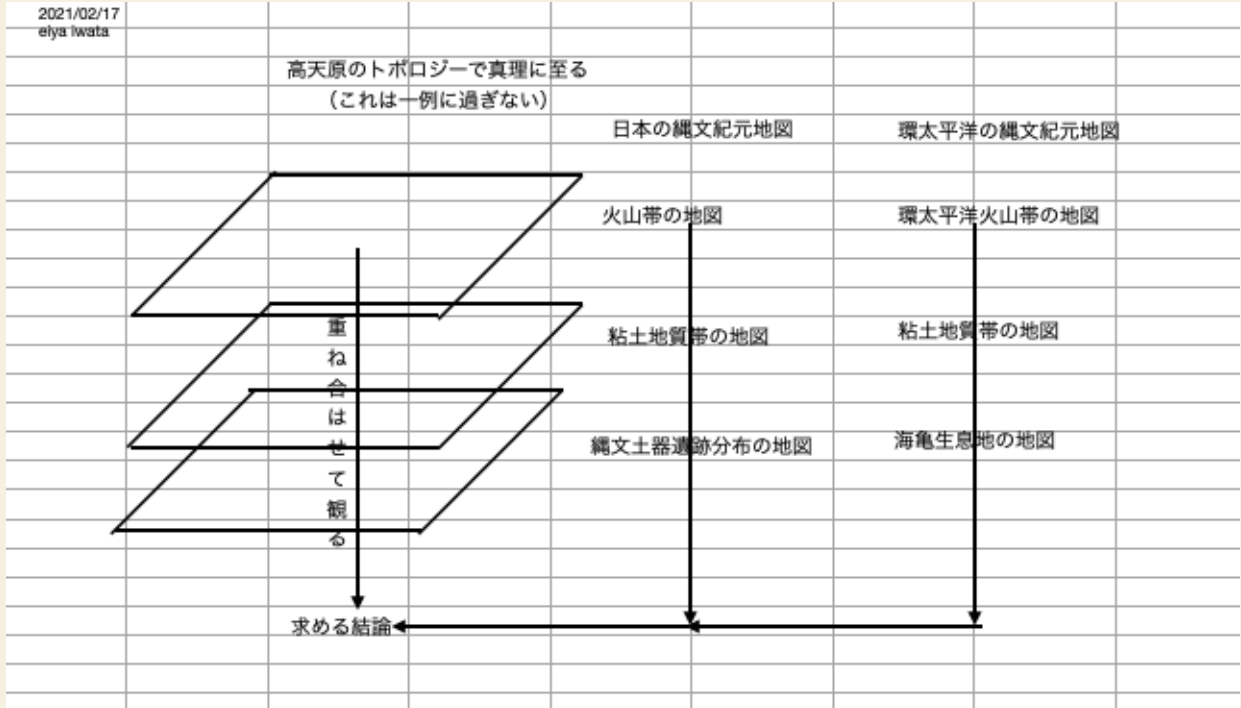 2021/02/17
eiya iwata
高天原のトポロジーで真理に至る
（これは一例に過ぎない）
日本の縄文紀元地図
環太平洋の縄文紀元地図
火山帯の地図
環太平洋火山帯の地図
重ね合はせて観る
粘土地質帯の地図
粘土地質帯の地図
縄文土器遺跡分布の地図
海亀生息地の地図
求める結論